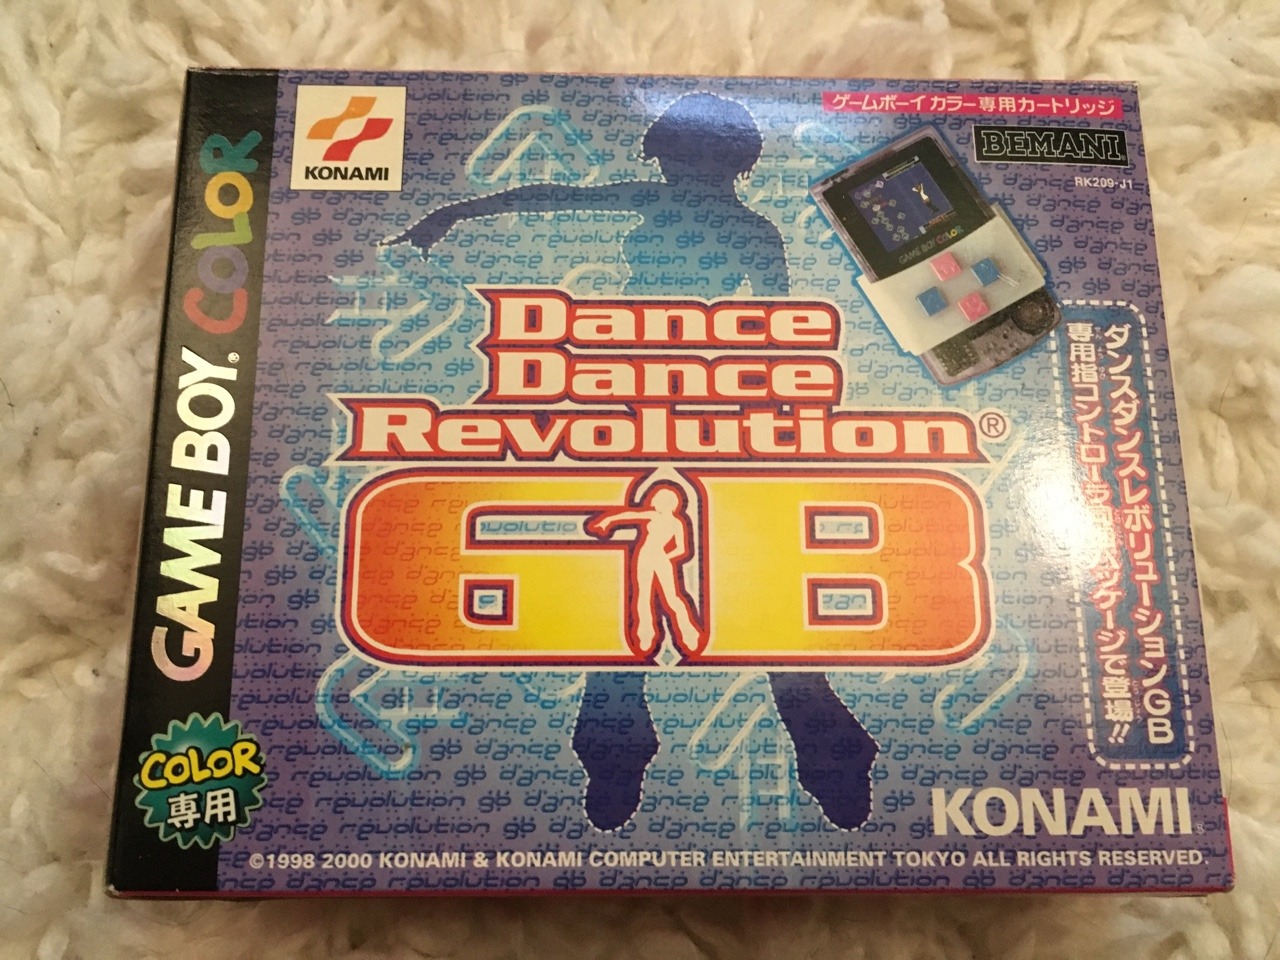 GAME BOY® COLOR
COLOR
専用
KONAMI
ゲームボーイ カラー専用カートリッジ
BEMANI
RK209-J1
GAME BOY COLOR
Dance
Dance
Revolution®
GB
ダンスダンスレボリューションGB
専用指コントローラ同パッケージで登場!!
KONAMI
©1998 2000 KONAMI & KONAMI COMPUTER ENTERTAINMENT TOKYO ALL RIGHTS RESERVED.